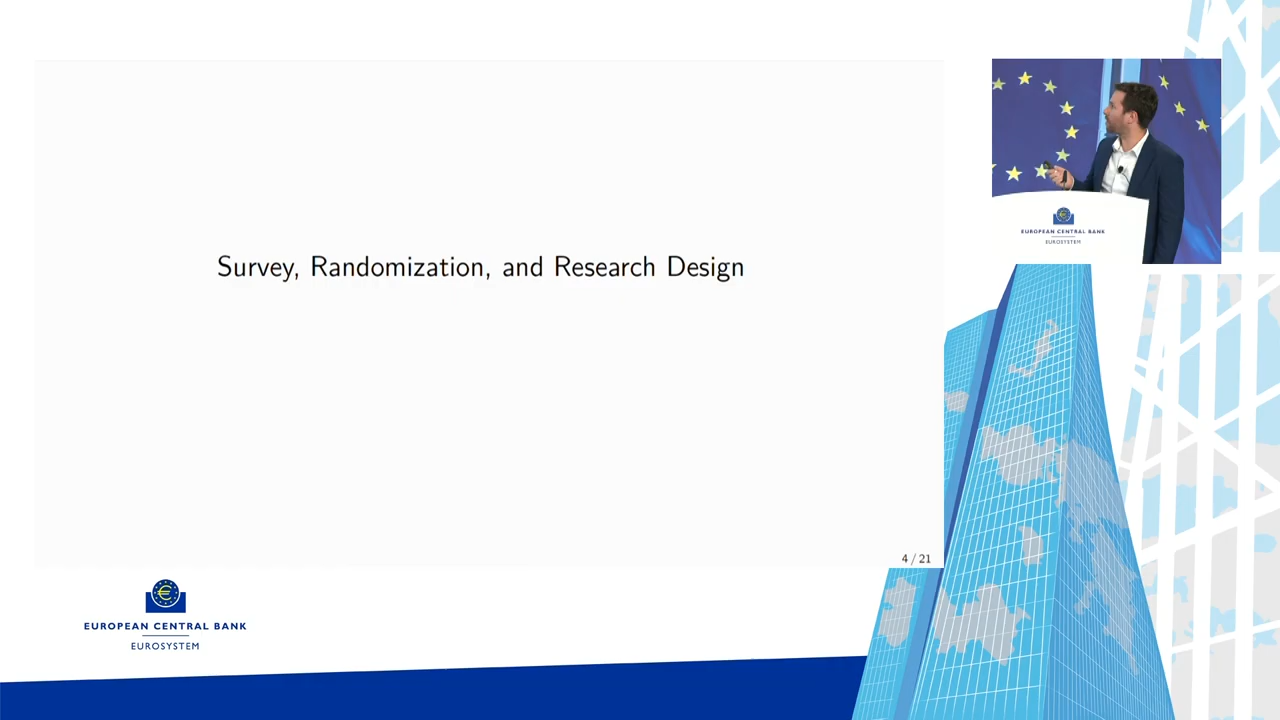 Survey, Randomization, and Research Design
4 / 21
EUROPEAN CENTRAL BANK
EUROSYSTEM
EUROPEAN CENTRAL BANK
EUROSYSTEM